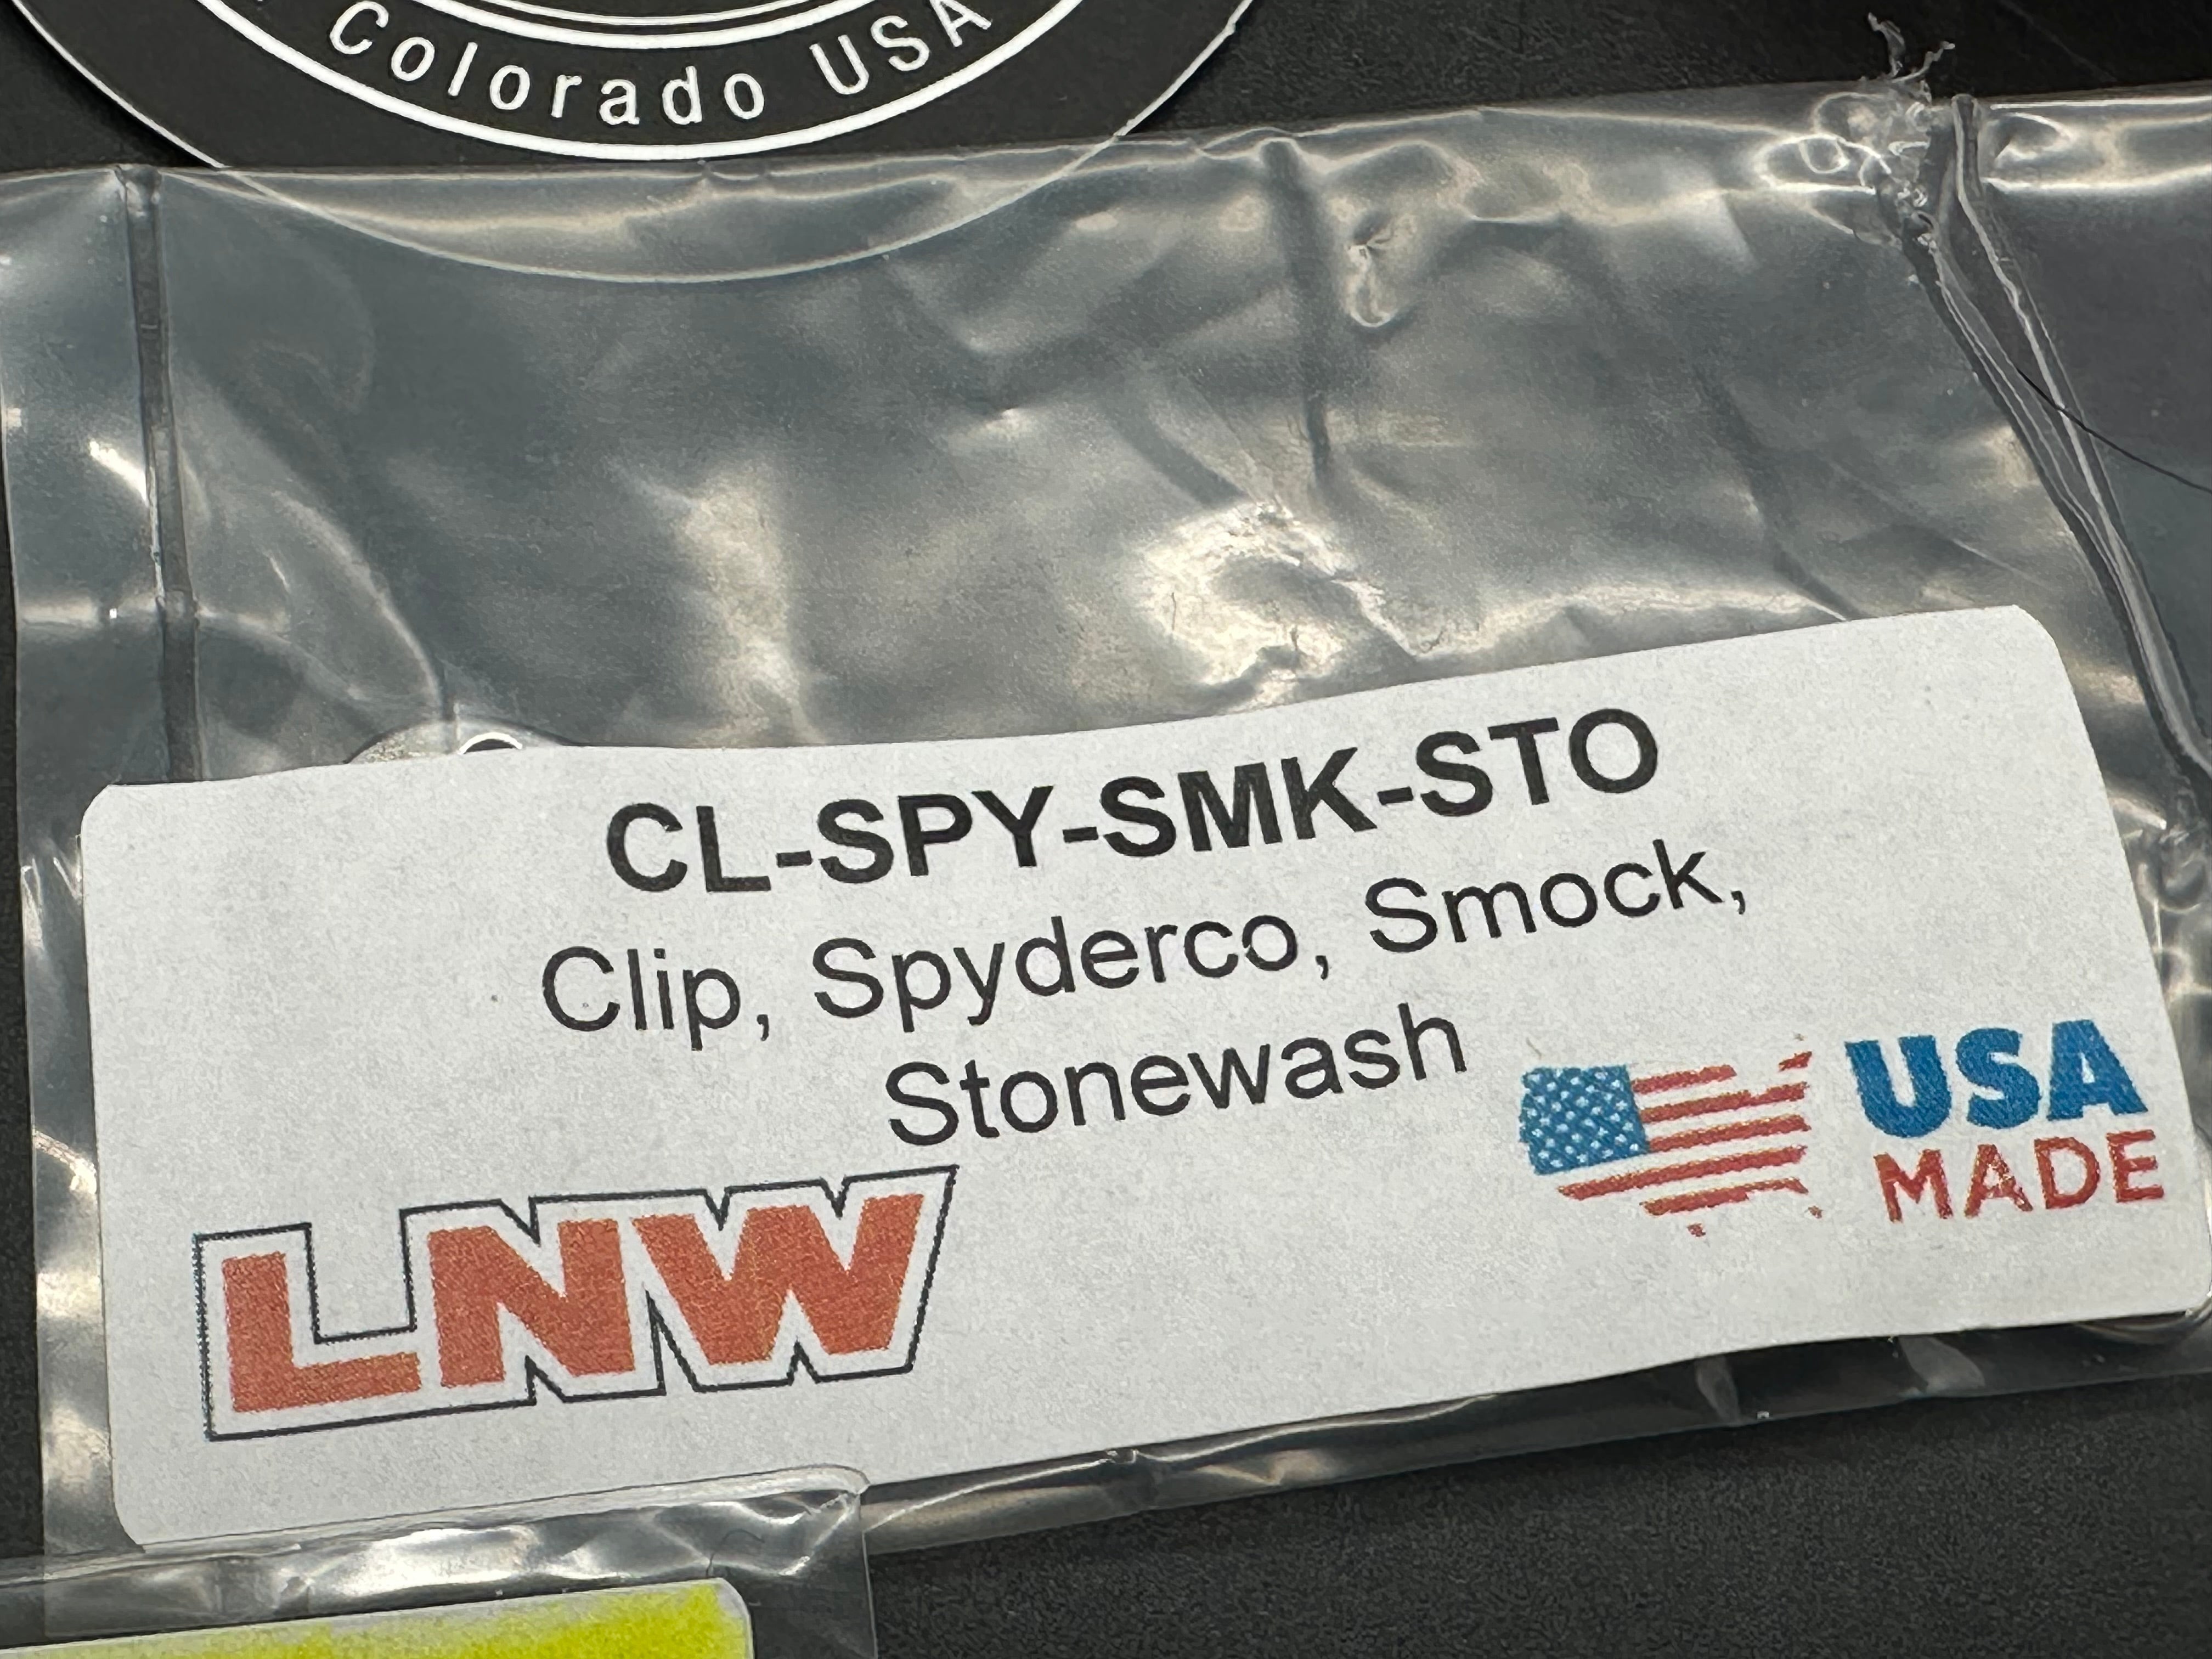 Colorado USA
CL-SPY-SMK-STO
Clip, Spyderco, Smock,
Stonewash
USA
MADE
LNW